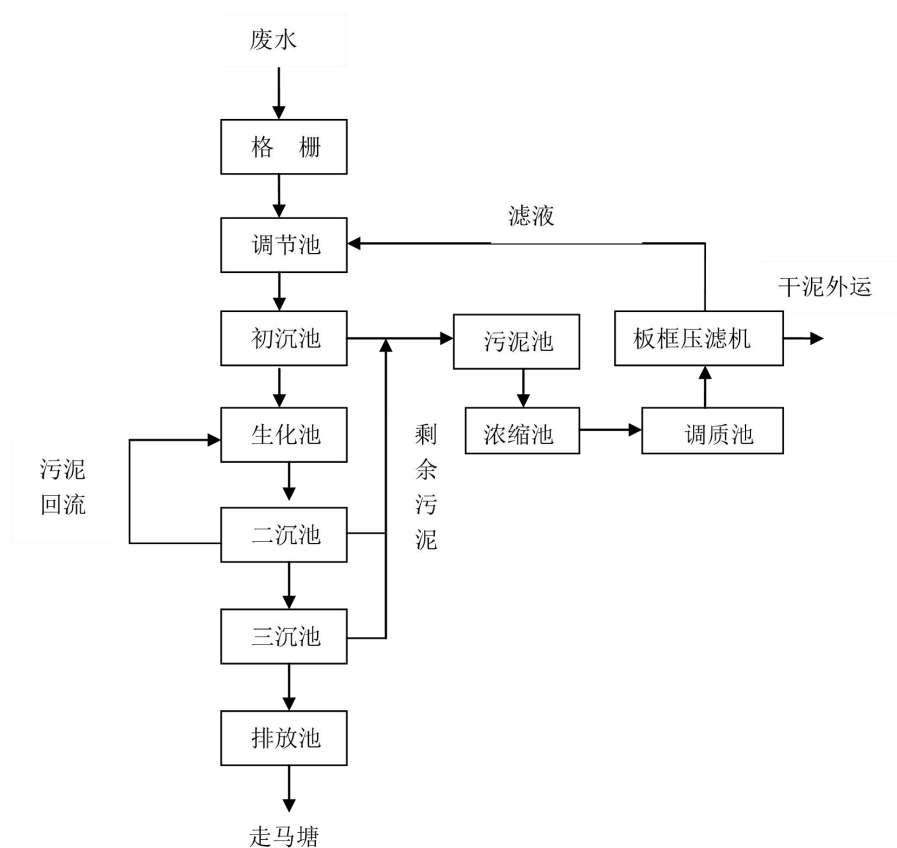 废水
格 栅
滤液
调节池
干泥外运
初沉池
污泥池
板框压滤机
生化池
剩
余
污
泥
浓缩池
调质池
污泥
回流
二沉池
三沉池
排放池
走马塘